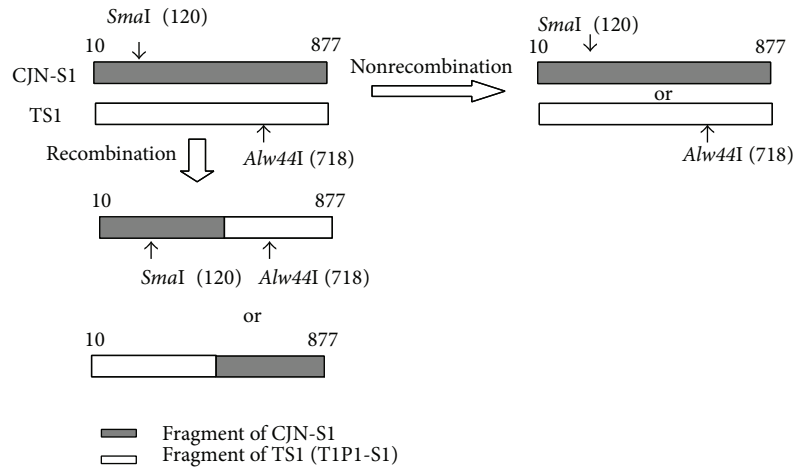 SmaI (120)
10 877
CJN-S1
TS1
Alw44I (718)
Nonrecombination
SmaI (120)
10 877
or
Alw44I (718)
Recombination
10 877
SmaI (120) Alw44I (718)
or
10 877
Fragment of CJN-S1
Fragment of TS1 (T1P1-S1)